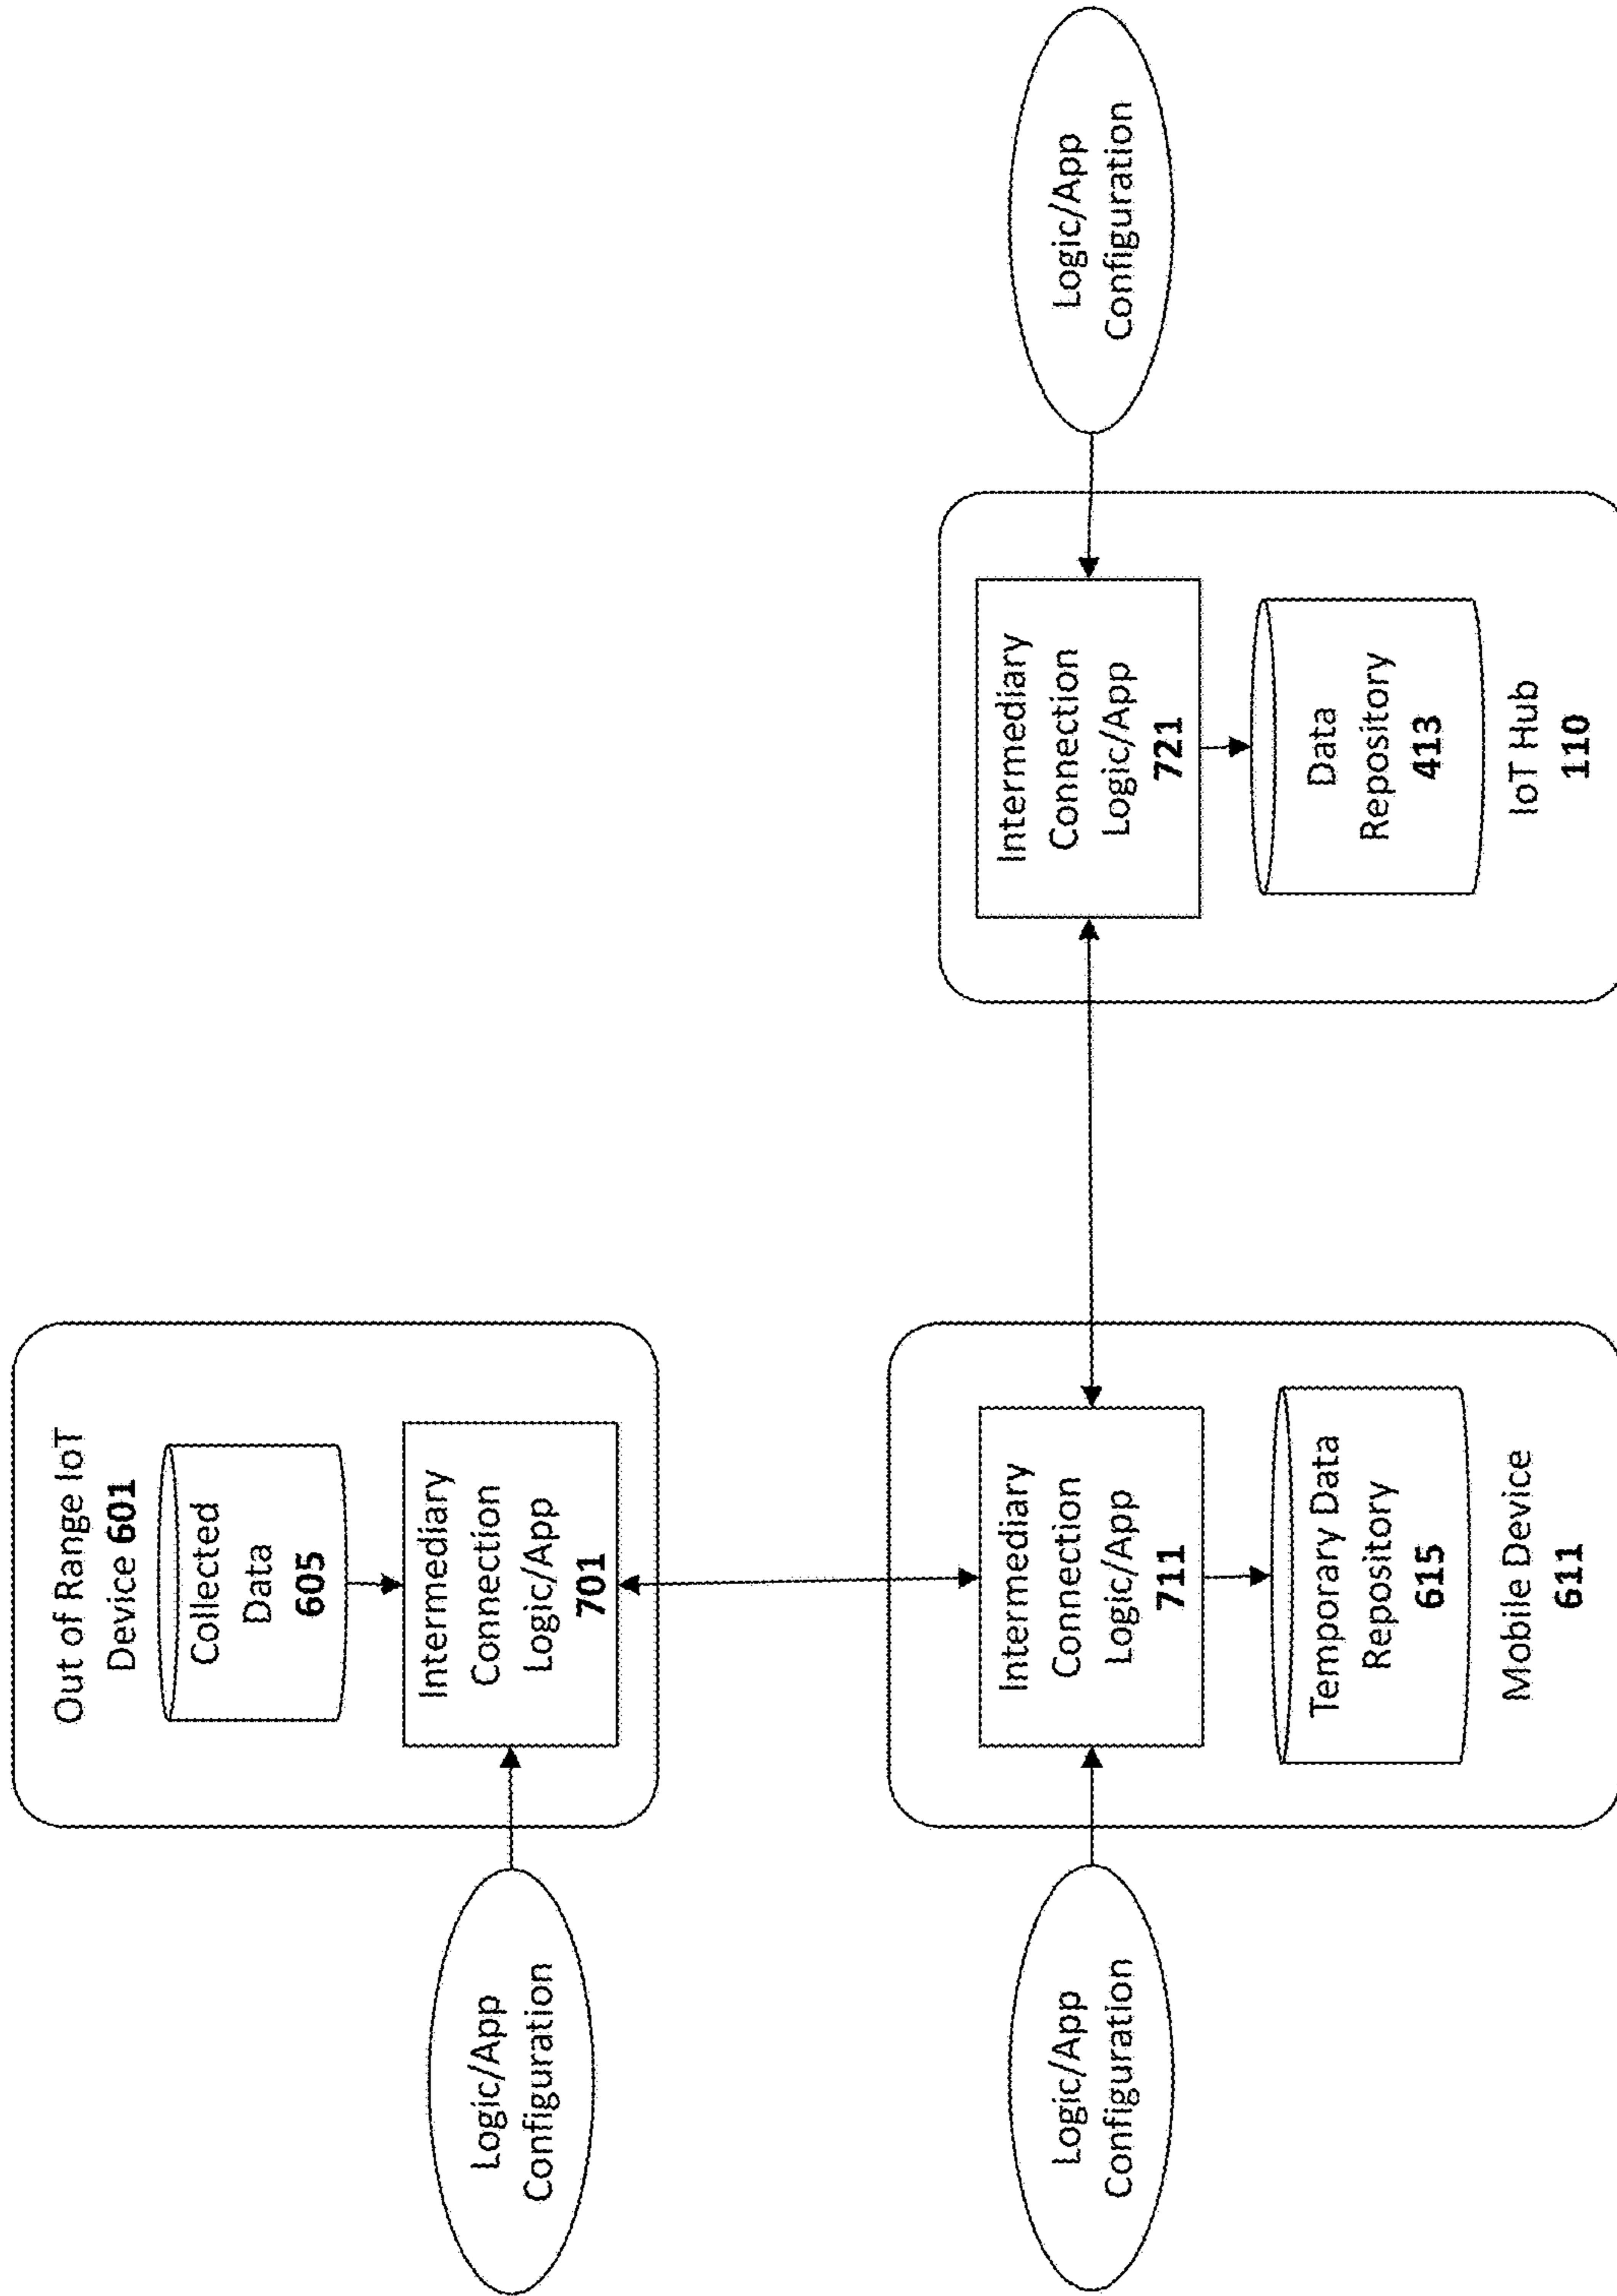 Out of Range IoT
Device 601
Collected
Data
605
Intermediary
Connection
Logic/App
701
Logic/App
Configuration
Logic/App
Configuration
Intermediary
Connection
Logic/App
711
Temporary Data
Repository
615
Mobile Device
611
Intermediary
Connection
Logic/App
721
Data
Repository
413
IoT Hub
110
Logic/App
Configuration